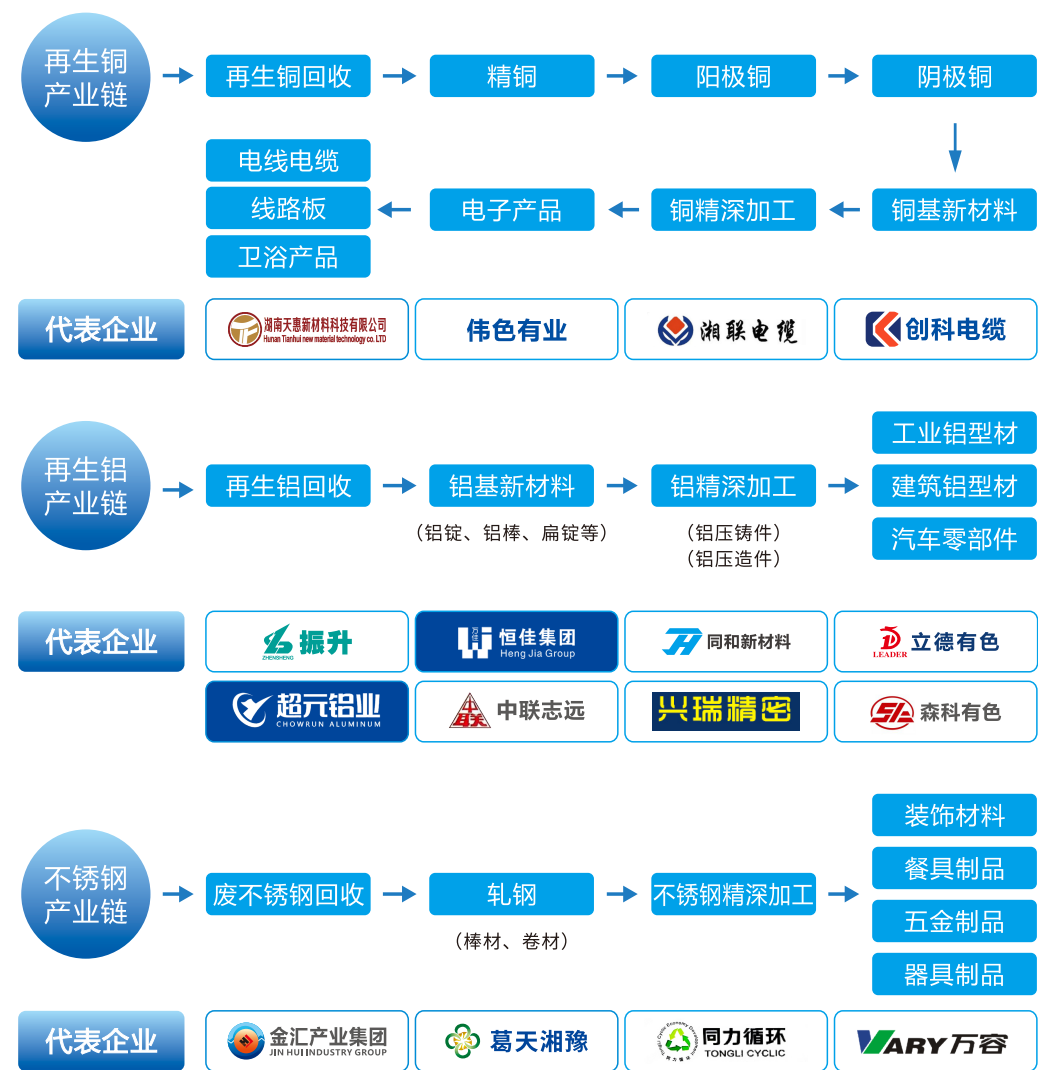 再生铜
产业链
再生铜回收
精铜
阳极铜
阴极铜
铜基新材料
铜精深加工
电子产品
电线电缆
线路板
卫浴产品
代表企业
湖南天惠新材料科技有限公司
Hunan Tianhui new material technology co. LTD
伟色有业
湘联电缆
创科电缆
再生铝
产业链
再生铝回收
铝基新材料
（铝锭、铝棒、扁锭等）
铝精深加工
（铝压铸件）
（铝压造件）
工业铝型材
建筑铝型材
汽车零部件
代表企业
振升
ZHENSHENG
万佳
恒佳集团
Heng Jia Group
同和新材料
LEADER
立德有色
超元铝业
CHOWRUN ALUMINUM
中联
中联志远
兴瑞精密
森科有色
不锈钢
产业链
废不锈钢回收
轧钢
（棒材、卷材）
不锈钢精深加工
装饰材料
餐具制品
五金制品
器具制品
代表企业
金汇产业集团
JIN HUI INDUSTRY GROUP
葛天湘豫
同力循环
TONGLI CYCLIC
VARY万容